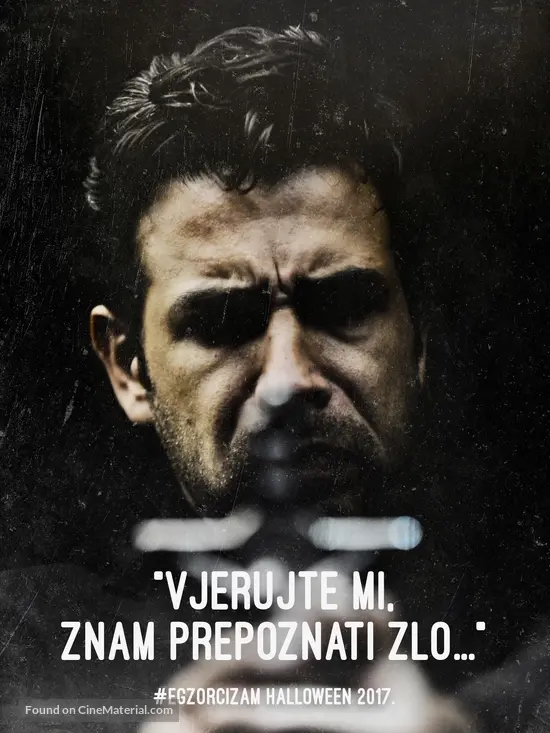 "VJERUJTE MI,
ZNAM PREPOZNATI ZLO..."
#EGZORCIZAM HALLOWEEN 2017.
Found on CineMaterial.com